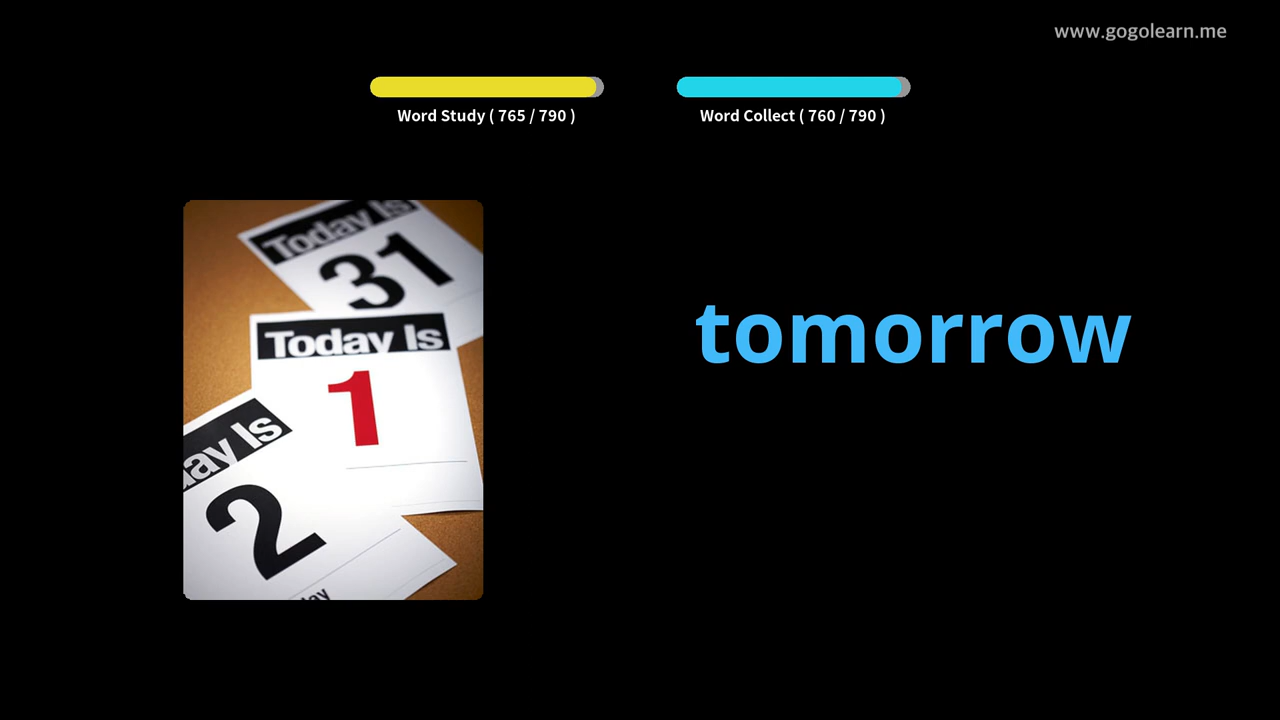 www.gogolearn.me
Word Study ( 765 / 790 )
Word Collect ( 760 / 790 )
Today Is
31
Today Is
1
tomorrow
ay Is
2